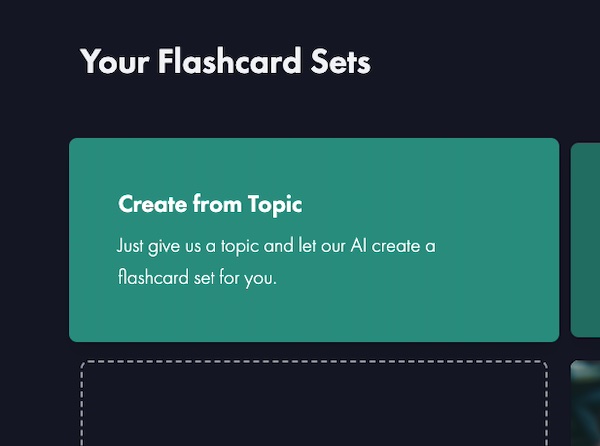 Your Flashcard Sets
Create from Topic
Just give us a topic and let our AI create a
flashcard set for you.